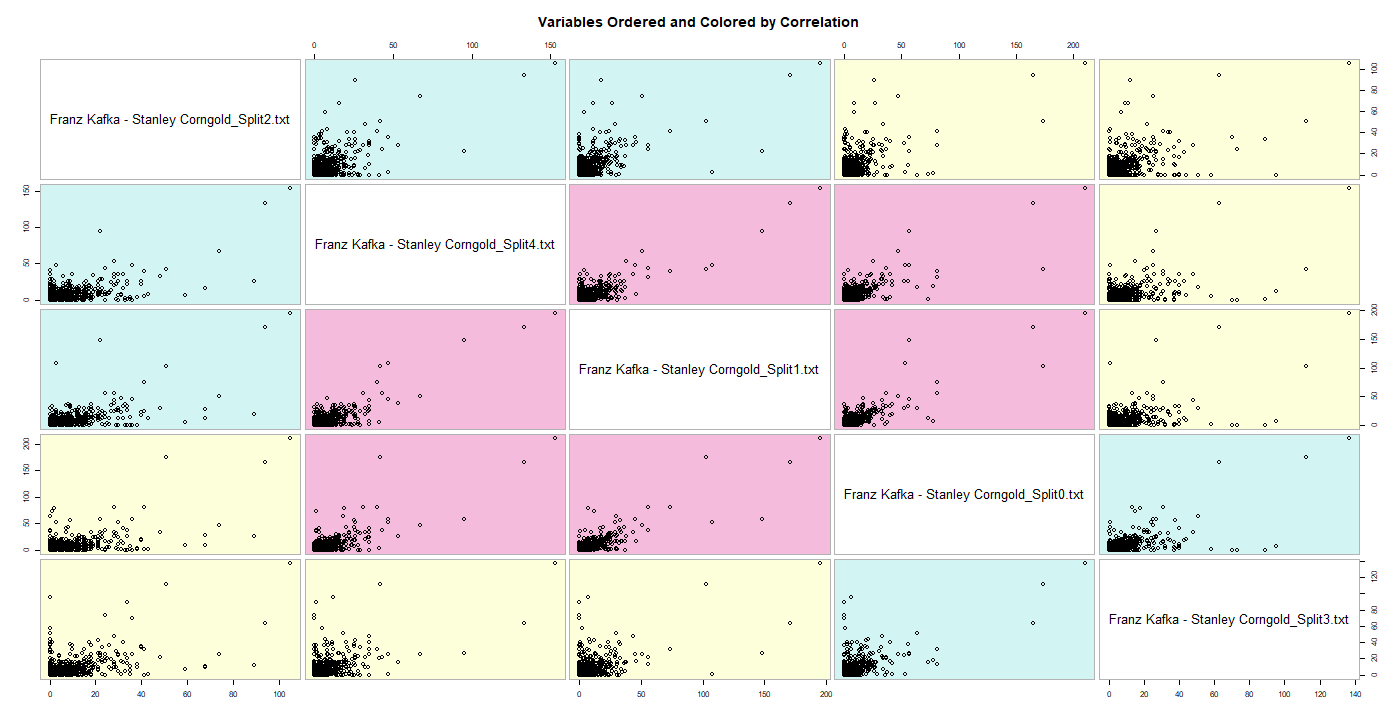 Variables Ordered and Colored by Correlation
0 50 100 150 0 50 100 150 200
Franz Kafka - Stanley Corngold_Split2.txt
0 20 40 60 80 100
0 50 100 150
Franz Kafka - Stanley Corngold_Split4.txt
Franz Kafka - Stanley Corngold_Split1.txt
0 50 100 150 200
0 50 100 150 200
Franz Kafka - Stanley Corngold_Split0.txt
Franz Kafka - Stanley Corngold_Split3.txt
0 20 40 60 80 120
0 20 40 60 80 100 0 50 100 150 200 0 20 40 60 80 100 120 140